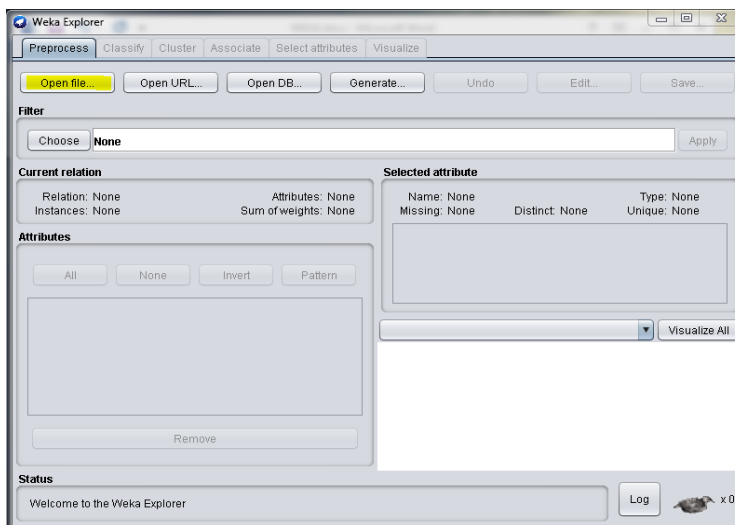 Weka Explorer
Preprocess Classify Cluster Associate Select attributes Visualize
Open file... Open URL... Open DB... Generate... Undo Edit... Save...
Filter
Choose None Apply
Current relation
Relation: None Attributes: None
Instances: None Sum of weights: None
Selected attribute
Name: None Type: None
Missing: None Distinct: None Unique: None
Attributes
All None Invert Pattern
Remove
Visualize All
Status
Welcome to the Weka Explorer
Log x 0